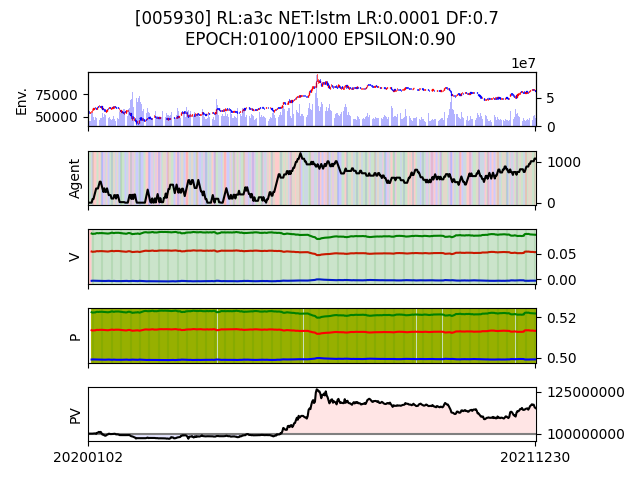 [005930] RL:a3c NET:lstm LR:0.0001 DF:0.7
EPOCH:0100/1000 EPSILON:0.90
1e7
Env.
75000
50000
5
0
Agent
1000
0
V
0.05
0.00
P
0.52
0.50
PV
125000000
100000000
20200102
20211230